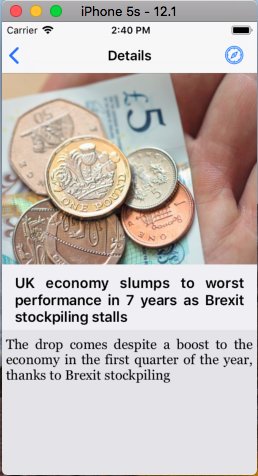 iPhone 5s - 12.1
Carrier
2:40 PM
Details
£5
50
ONE POUND
UK economy slumps to worst
performance in 7 years as Brexit
stockpiling stalls
The drop comes despite a boost to the
economy in the first quarter of the year,
thanks to Brexit stockpiling